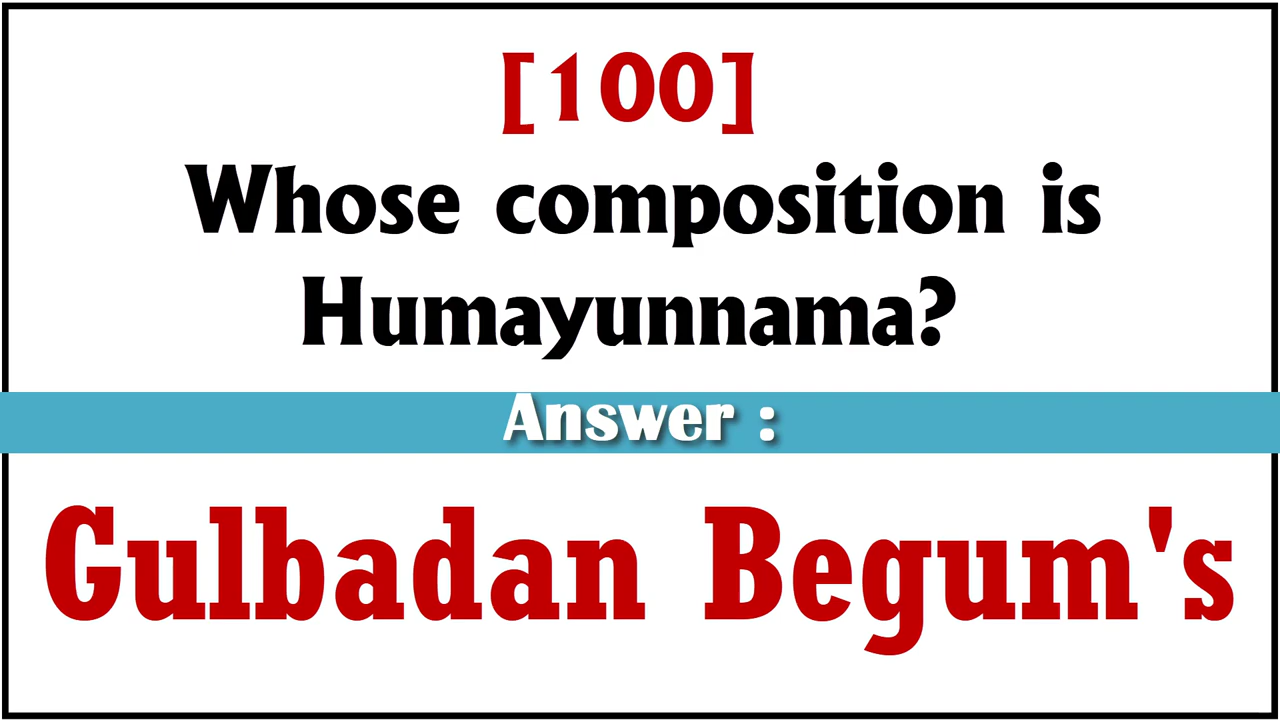 [100]
Whose composition is
Humayunnama?
Answer :
Gulbadan Begum's